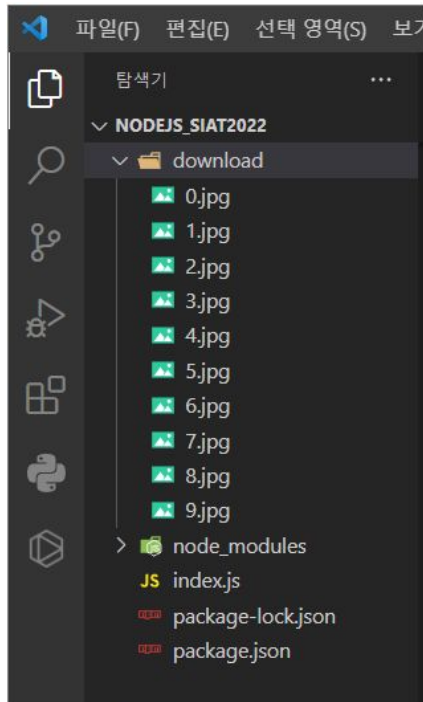 파일(F) 편집(E) 선택 영역(S) 보기
탐색기 ...
NODEJS_SIAT2022
download
0.jpg
1.jpg
2.jpg
3.jpg
4.jpg
5.jpg
6.jpg
7.jpg
8.jpg
9.jpg
node_modules
JS index.js
package-lock.json
package.json